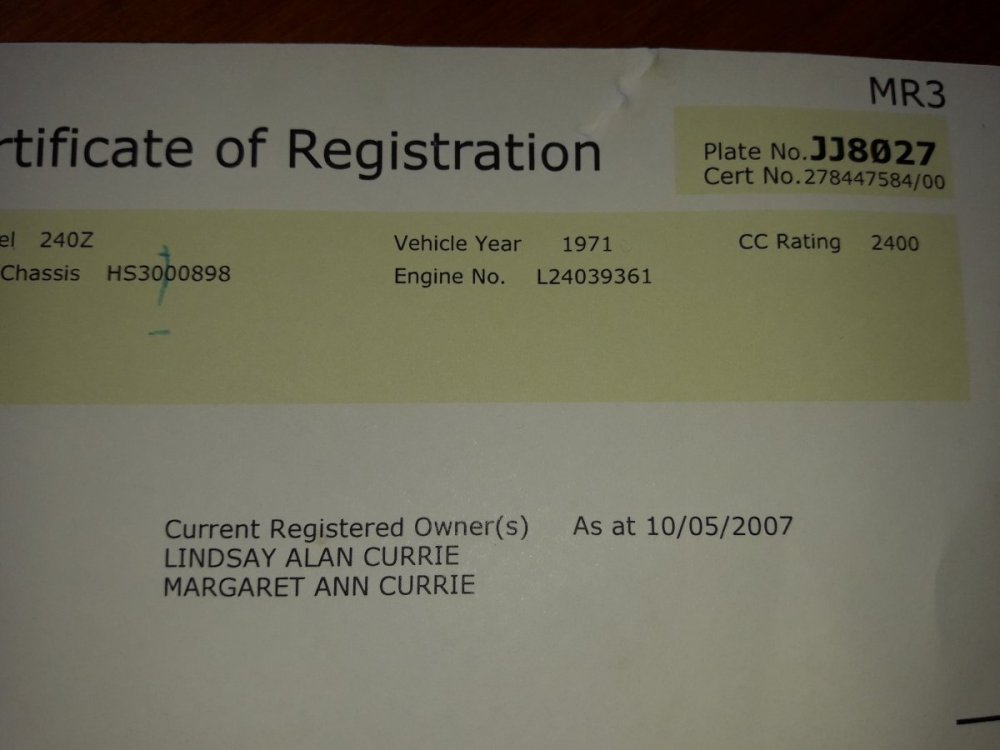 MR3
rtificate of Registration
Plate No.JJ8027
Cert No.278447584/00
el 240Z Vehicle Year 1971 CC Rating 2400
Chassis HS3000898 Engine No. L24039361
Current Registered Owner(s) As at 10/05/2007
LINDSAY ALAN CURRIE
MARGARET ANN CURRIE